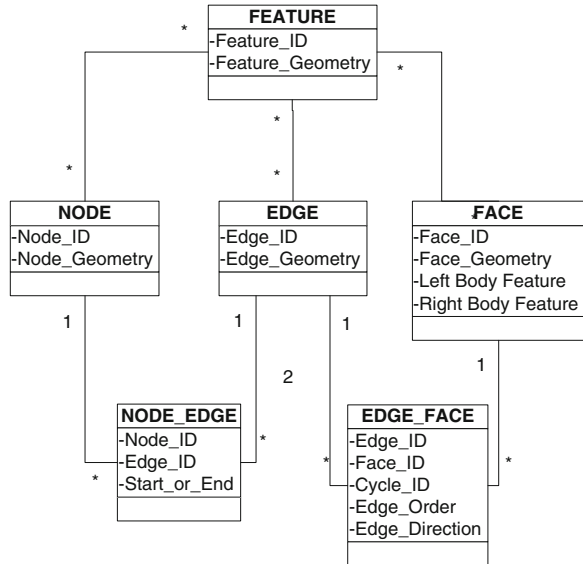 FEATURE
-Feature_ID
-Feature_Geometry
*
*
*
*
*
NODE
-Node_ID
-Node_Geometry
EDGE
-Edge_ID
-Edge_Geometry
*
FACE
-Face_ID
-Face_Geometry
-Left Body Feature
-Right Body Feature
1
1
1
2
1
NODE_EDGE
-Node_ID
-Edge_ID
-Start_or_End
*
*
EDGE_FACE
-Edge_ID
-Face_ID
-Cycle_ID
-Edge_Order
-Edge_Direction
*
*